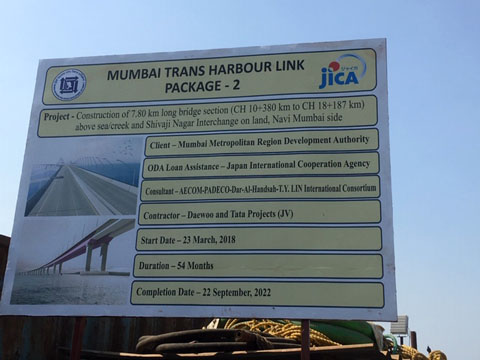 MUMBAI TRANS HARBOUR LINK
PACKAGE - 2
jICA
Project - Construction of 7.80 km long bridge section (CH 10+380 km to CH 18+187 km)
above sea/creek and Shivaji Nagar Interchange on land, Navi Mumbai side
Client – Mumbai Metropolitan Region Development Authority
ODA Loan Assistance – Japan International Cooperation Agency
Consultant – AECOM-PADECO-Dar-Al-Handsah-T.Y. LIN International Consortium
Contractor – Daewoo and Tata Projects (JV)
Start Date – 23 March, 2018
Duration – 54 Months
Completion Date – 22 September, 2022